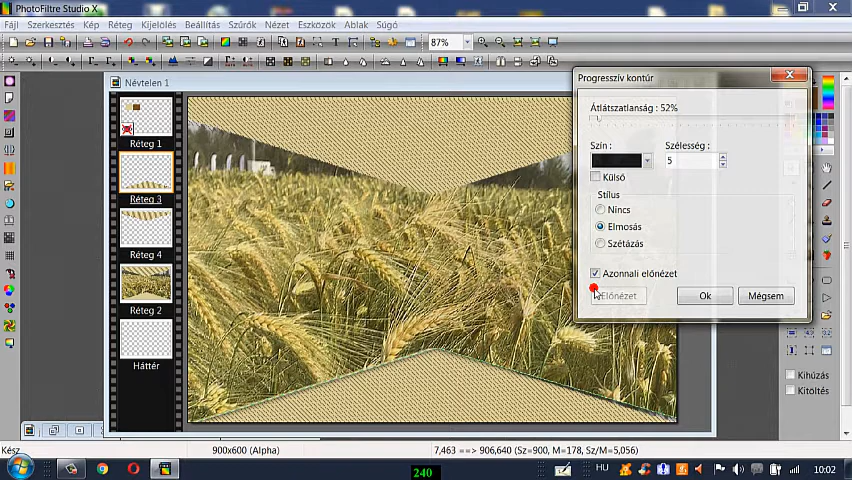 PhotoFiltre Studio X
Fájl Szerkesztés Kép Réteg Kijelölés Beállítás Szűrők Nézet Eszközök Ablak Súgó
87%
Névtelen 1
Réteg 1
Réteg 3
Réteg 4
Réteg 2
Háttér
Progresszív kontúr
Átlátszatlanság : 52%
Szín :
Szélesség :
5
Külső
Stílus
Nincs
Elmosás
Szétázás
Azonnali előnézet
Előnézet
Ok
Mégsem
Kihúzás
Kitöltés
Kész
900x600 (Alpha)
7,463 ==> 906,640 (Sz=900, M=178, Sz/M=5,056)
240
HU
10:02